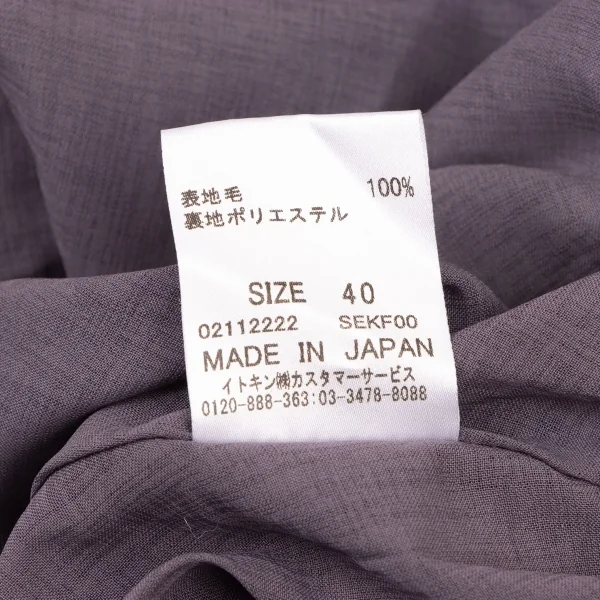 表地毛 100%
裏地ポリエステル
SIZE 40
02112222 SEKF00
MADE IN JAPAN
イトキン㈱カスタマーサービス
0120-888-363:03-3478-8088